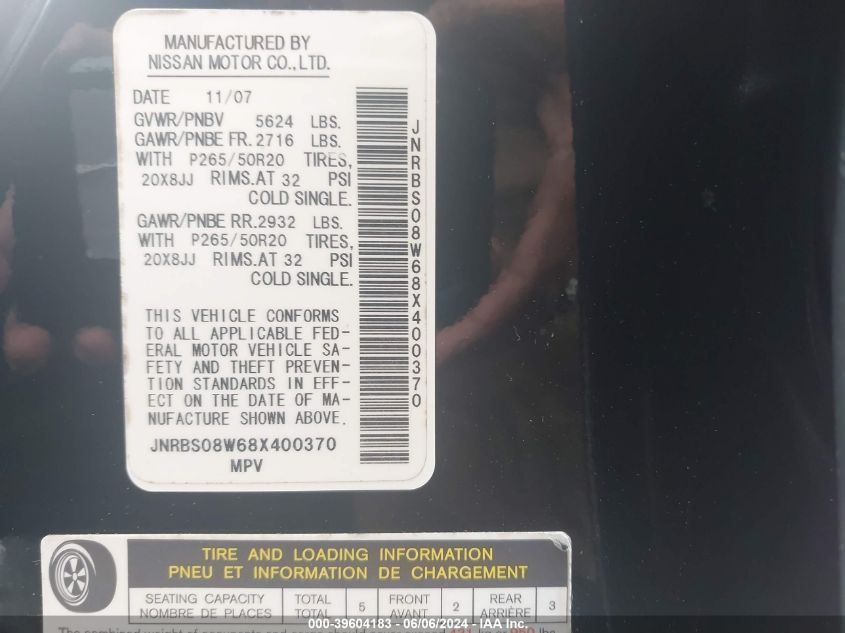 MANUFACTURED BY
NISSAN MOTOR CO.,LTD.
DATE 11/07
GVWR/PNBV 5624 LBS.
GAWR/PNBE FR.2716 LBS.
WITH P265/50R20 TIRES,
20X8JJ RIMS.AT 32 PSI
COLD SINGLE.
GAWR/PNBE RR.2932 LBS.
WITH P265/50R20 TIRES,
20X8JJ RIMS.AT 32 PSI
COLD SINGLE.
THIS VEHICLE CONFORMS
TO ALL APPLICABLE FED-
ERAL MOTOR VEHICLE SA-
FETY AND THEFT PREVEN-
TION STANDARDS IN EFF-
ECT ON THE DATE OF MA-
NUFACTURE SHOWN ABOVE.
JNRBS08W68X400370
MPV
JNRBS08W68X400370
TIRE AND LOADING INFORMATION
PNEU ET INFORMATION DE CHARGEMENT
SEATING CAPACITY TOTAL 5 FRONT 2 REAR 3
NOMBRE DE PLACES TOTAL AVANT ARRIÈRE
000-39604183 - 06/06/2024 - IAA Inc.